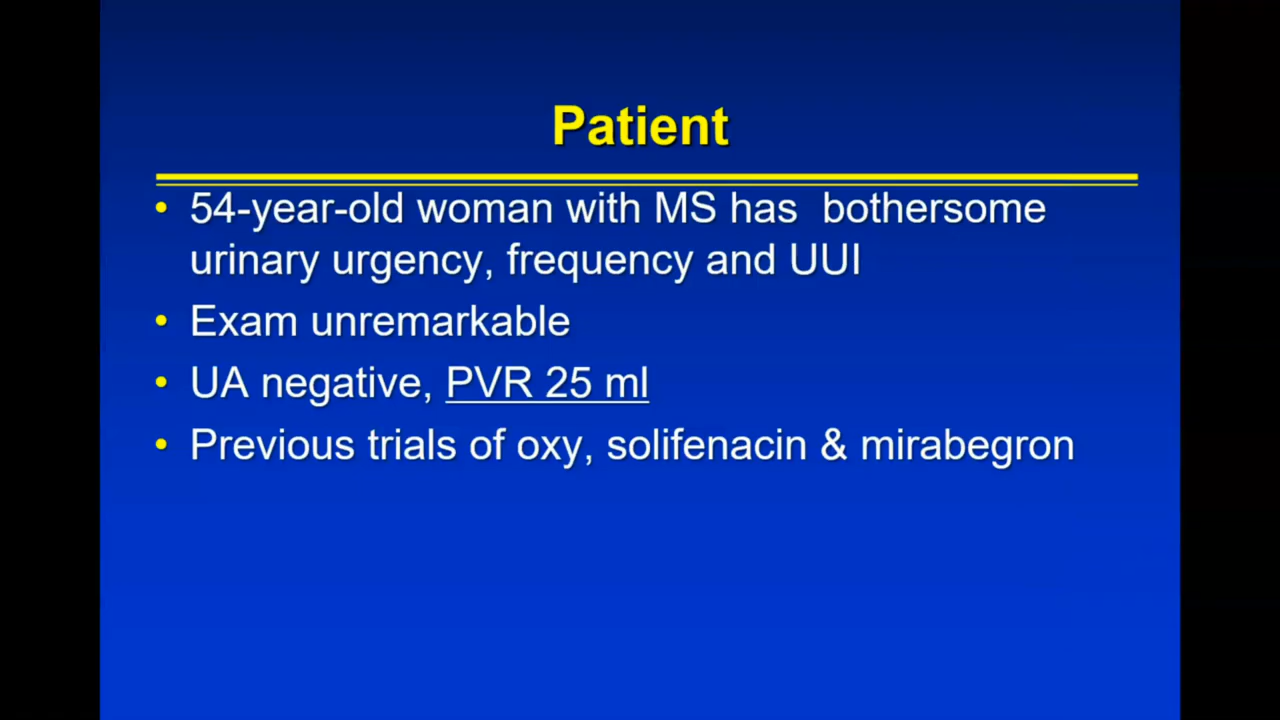 Patient
• 54-year-old woman with MS has  bothersome
urinary urgency, frequency and UUI
• Exam unremarkable
• UA negative, PVR 25 ml
• Previous trials of oxy, solifenacin & mirabegron